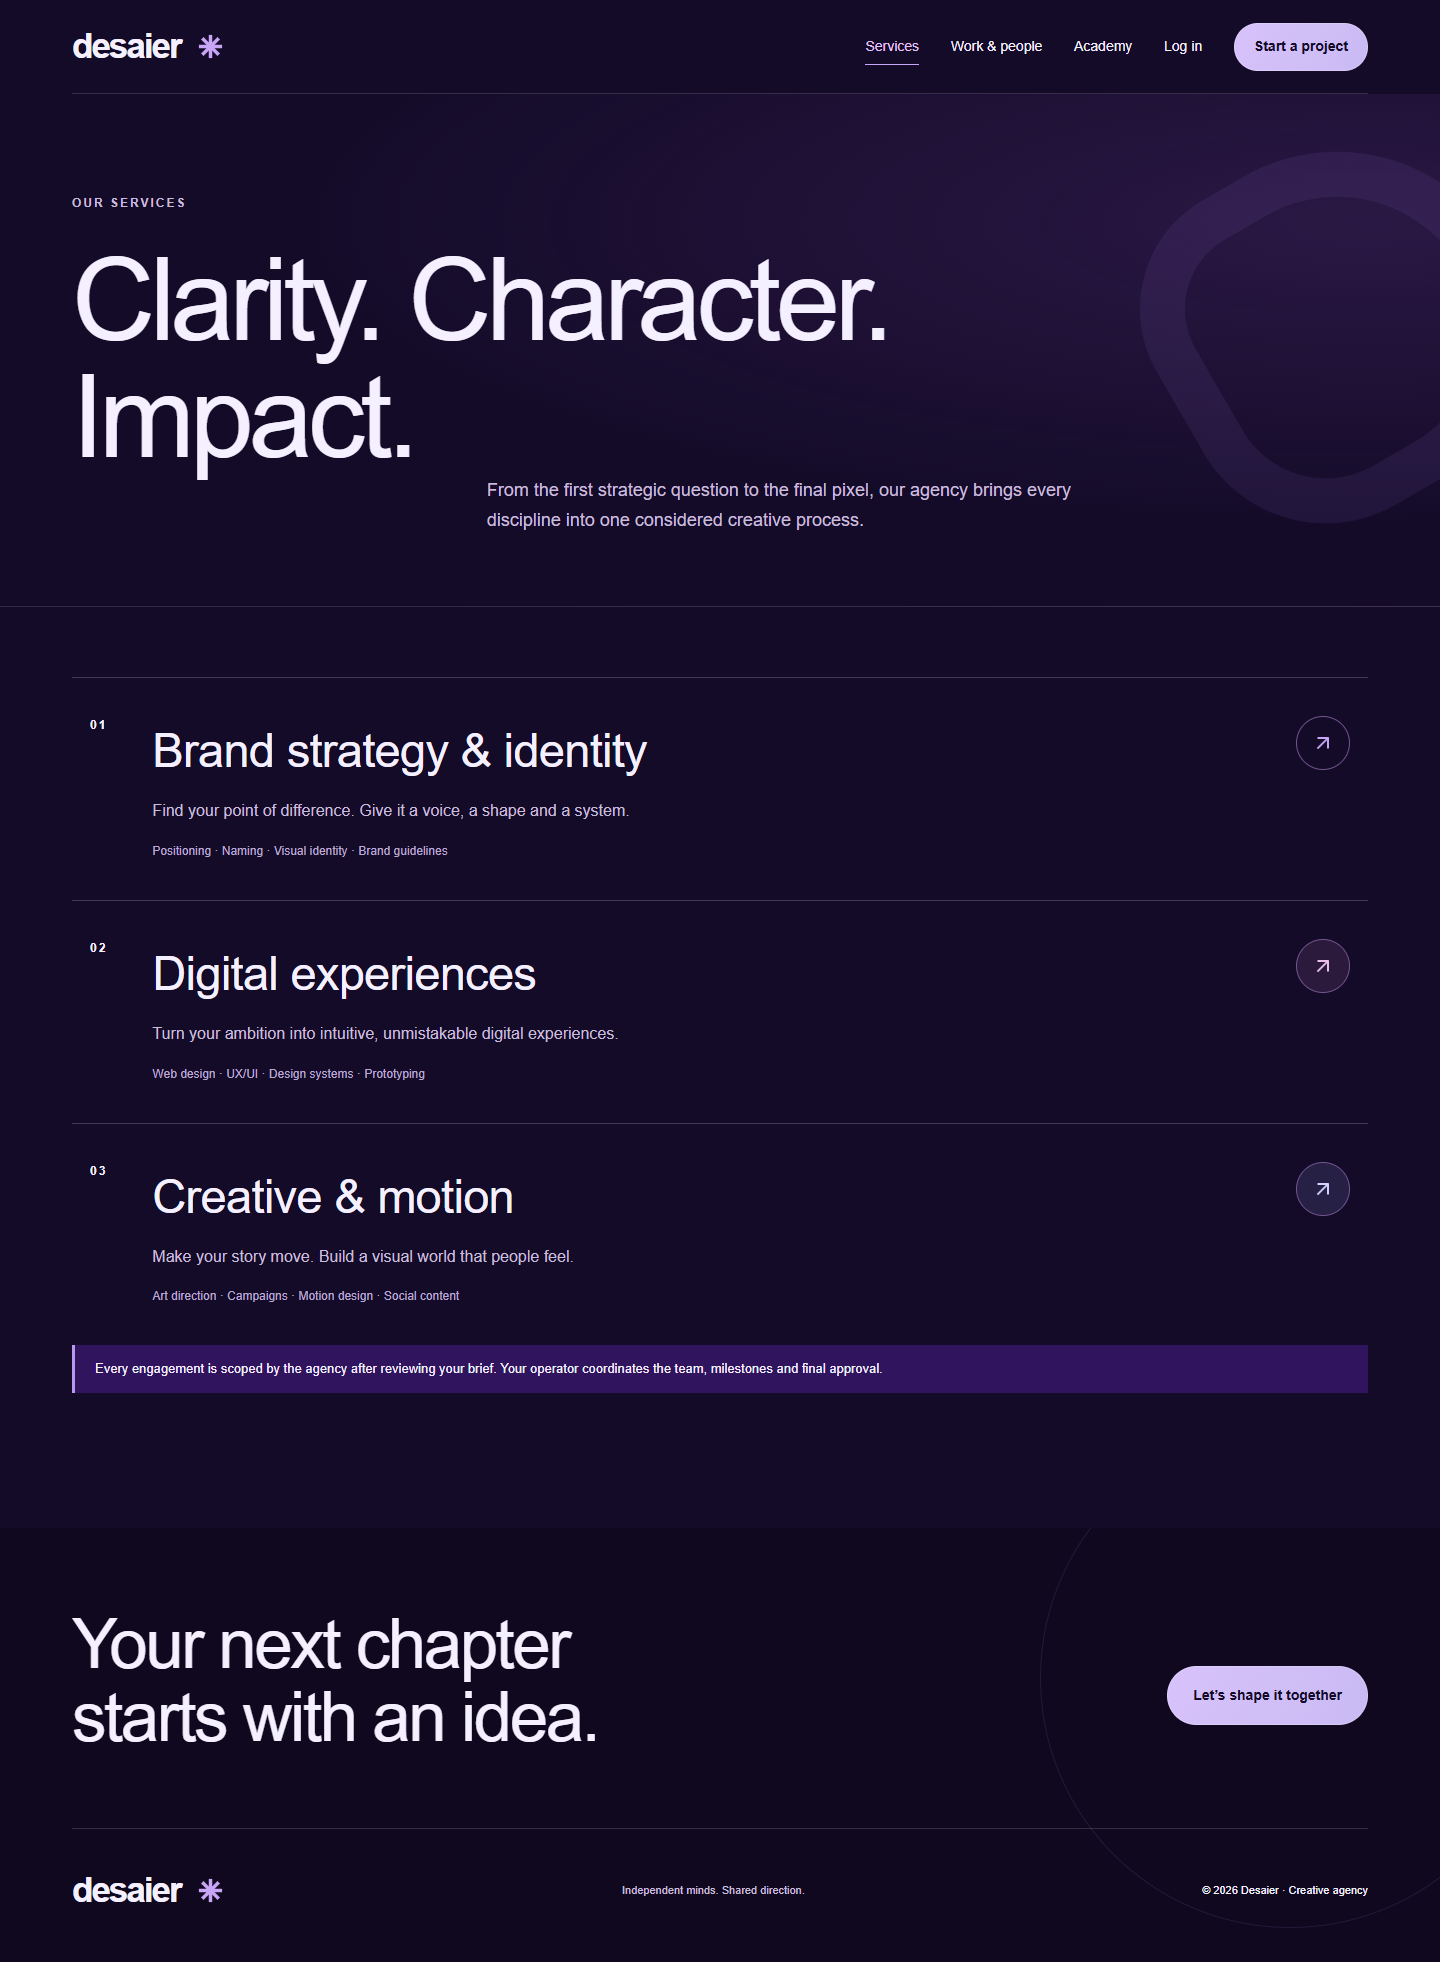 desaier
Services
Work & people
Academy
Log in
Start a project
OUR SERVICES
Clarity. Character.
Impact.
From the first strategic question to the final pixel, our agency brings every
discipline into one considered creative process.
01
Brand strategy & identity
Find your point of difference. Give it a voice, a shape and a system.
Positioning · Naming · Visual identity · Brand guidelines
02
Digital experiences
Turn your ambition into intuitive, unmistakable digital experiences.
Web design · UX/UI · Design systems · Prototyping
03
Creative & motion
Make your story move. Build a visual world that people feel.
Art direction · Campaigns · Motion design · Social content
Every engagement is scoped by the agency after reviewing your brief. Your operator coordinates the team, milestones and final approval.
Your next chapter
starts with an idea.
Let’s shape it together
desaier
Independent minds. Shared direction.
© 2026 Desaier · Creative agency